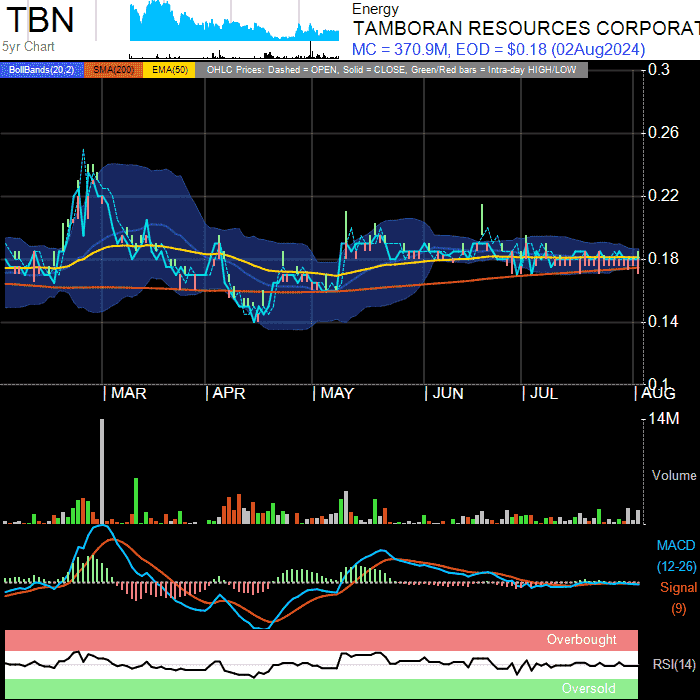 TBN
5yr Chart
Energy
TAMBORAN RESOURCES CORPORAT
MC = 370.9M, EOD = $0.18 (02Aug2024)
BollBands(20,2) SMA(200) EMA(50) OHLC Prices: Dashed = OPEN, Solid = CLOSE, Green/Red bars = Intra-day HIGH/LOW
0.3
0.26
0.22
0.18
0.14
0.1
MAR APR MAY JUN JUL AUG
14M
Volume
MACD
(12-26)
Signal
(9)
Overbought
RSI(14)
Oversold